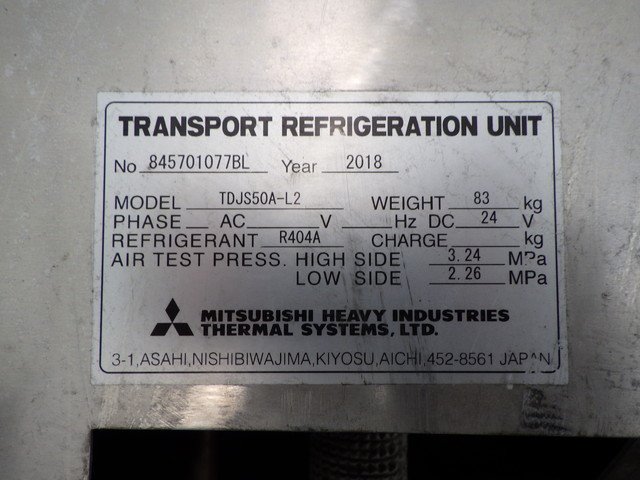 TRANSPORT REFRIGERATION UNIT
No 845701077BL Year 2018
MODEL TDJS50A-L2 WEIGHT 83 kg
PHASE AC V Hz DC 24 V
REFRIGERANT R404A CHARGE kg
AIR TEST PRESS. HIGH SIDE 3.24 MPa
LOW SIDE 2.26 MPa
MITSUBISHI HEAVY INDUSTRIES
THERMAL SYSTEMS, LTD.
3-1,ASAHI,NISHIBIWAJIMA,KIYOSU,AICHI,452-8561 JAPAN